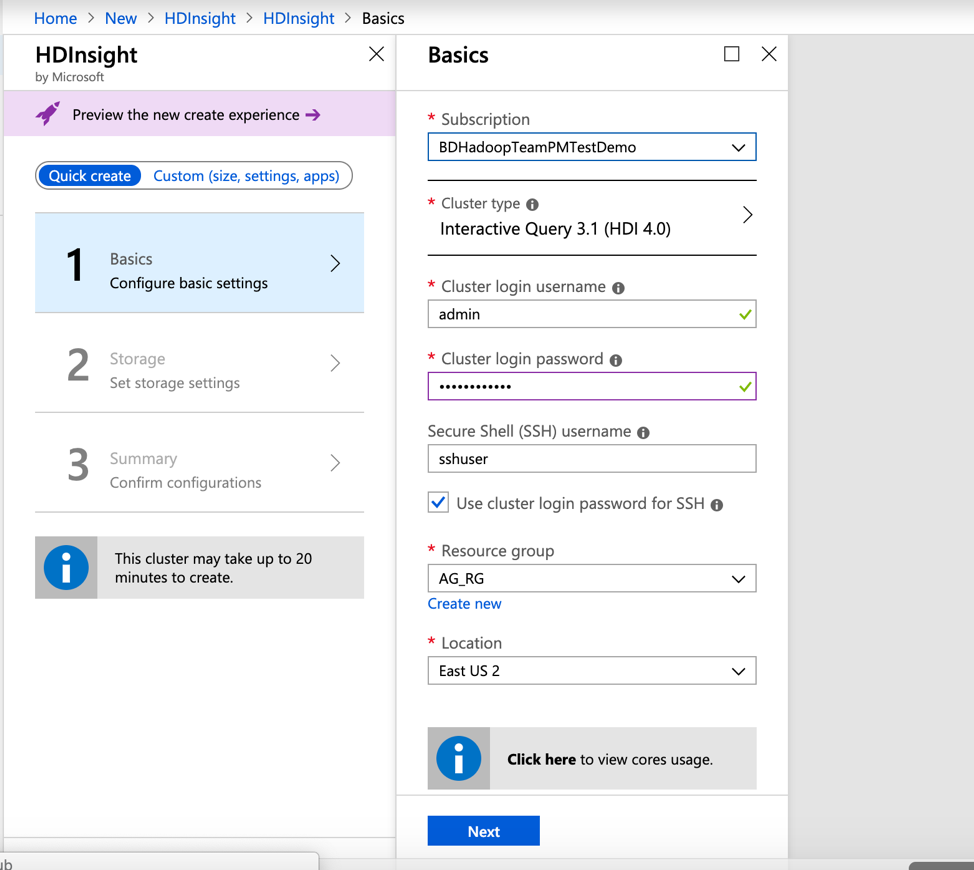 Home > New > HDInsight > HDInsight > Basics
HDInsight
by Microsoft
Preview the new create experience →
Quick create
Custom (size, settings, apps)
1
Basics
Configure basic settings
2
Storage
Set storage settings
3
Summary
Confirm configurations
This cluster may take up to 20
minutes to create.
Basics
* Subscription
BDHadoopTeamPMTestDemo
* Cluster type
Interactive Query 3.1 (HDI 4.0)
* Cluster login username
admin
* Cluster login password
••••••••••••
Secure Shell (SSH) username
sshuser
Use cluster login password for SSH
* Resource group
AG_RG
Create new
* Location
East US 2
Click here to view cores usage.
Next